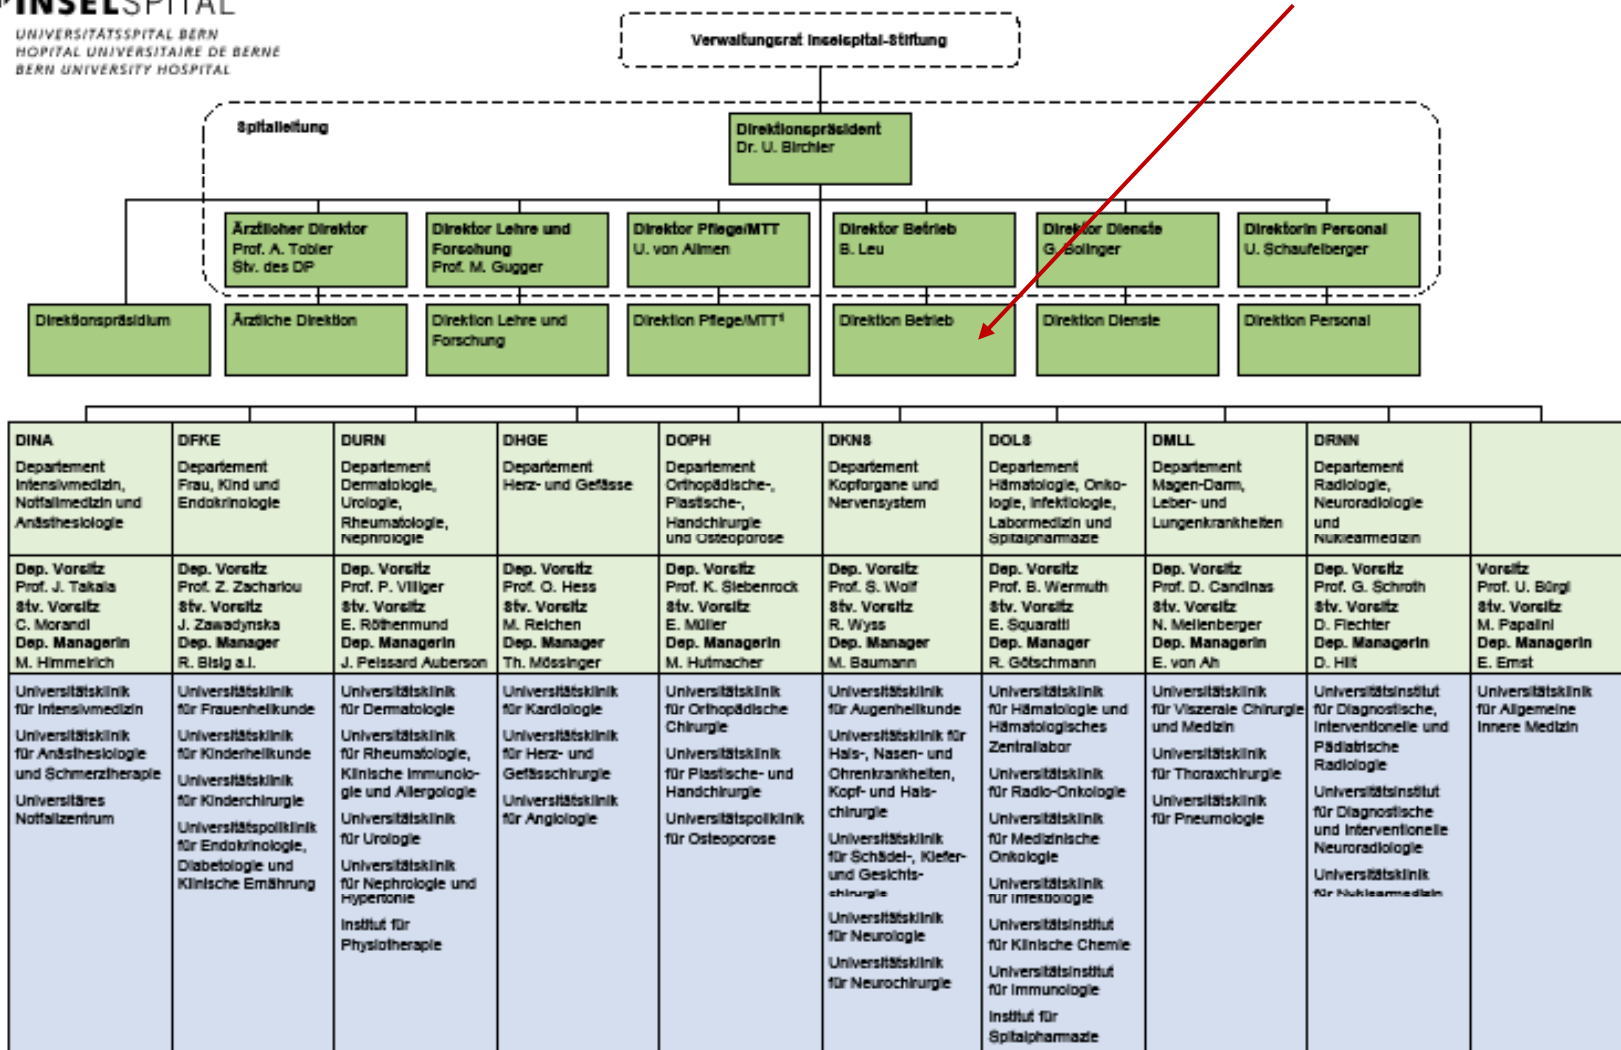 INSELSPITAL
UNIVERSITÄTSSPITAL BERN
HOPITAL UNIVERSITAIRE DE BERNE
BERN UNIVERSITY HOSPITAL
Verwaltungsrat Inselspital-Stiftung
Spitalleitung
Direktionspräsident
Dr. U. Birchler
Ärztlicher Direktor
Prof. A. Tobler
Stv. des DP
Direktor Lehre und
Forschung
Prof. M. Gugger
Direktor Pflege/MTT
U. von Allmen
Direktor Betrieb
B. Leu
Direktor Dienste
G. Bolinger
Direktorin Personal
U. Schaufelberger
Direktionspräsidium
Ärztliche Direktion
Direktion Lehre und
Forschung
Direktion Pflege/MTT¹
Direktion Betrieb
Direktion Dienste
Direktion Personal
DINA
Departement
Intensivmedizin,
Notfallmedizin und
Anästhesiologie
Dep. Vorsitz
Prof. J. Takala
Stv. Vorsitz
C. Morandi
Dep. Managerin
M. Himmelrich
Universitätsklinik
für Intensivmedizin
Universitätsklinik
für Anästhesiologie
und Schmerztherapie
Universitäres
Notfallzentrum
DFKE
Departement
Frau, Kind und
Endokrinologie
Dep. Vorsitz
Prof. Z. Zachariou
Stv. Vorsitz
J. Zawadynska
Dep. Manager
R. Bisig a.i.
Universitätsklinik
für Frauenheilkunde
Universitätsklinik
für Kinderheilkunde
Universitätsklinik
für Kinderchirurgie
Universitätspoliklinik
für Endokrinologie,
Diabetologie und
Klinische Ernährung
DURN
Departement
Dermatologie,
Urologie,
Rheumatologie,
Nephrologie
Dep. Vorsitz
Prof. P. Villiger
Stv. Vorsitz
E. Röthenmund
Dep. Managerin
J. Peissard Auberson
Universitätsklinik
für Dermatologie
Universitätsklinik
für Rheumatologie,
Klinische Immunolo-
gie und Allergologie
Universitätsklinik
für Urologie
Universitätsklinik
für Nephrologie und
Hypertonie
Institut für
Physiotherapie
DHGE
Departement
Herz- und Gefässe
Dep. Vorsitz
Prof. O. Hess
Stv. Vorsitz
M. Reichen
Dep. Manager
Th. Mössinger
Universitätsklinik
für Kardiologie
Universitätsklinik
für Herz- und
Gefässchirurgie
Universitätsklinik
für Angiologie
DOPH
Departement
Orthopädische-,
Plastische-,
Handchirurgie
und Osteoporose
Dep. Vorsitz
Prof. K. Siebenrock
Stv. Vorsitz
E. Müller
Dep. Managerin
M. Hutmacher
Universitätsklinik
für Orthopädische
Chirurgie
Universitätsklinik
für Plastische- und
Handchirurgie
Universitätspoliklinik
für Osteoporose
DKNS
Departement
Kopforgane und
Nervensystem
Dep. Vorsitz
Prof. S. Wolf
Stv. Vorsitz
R. Wyss
Dep. Manager
M. Baumann
Universitätsklinik
für Augenheilkunde
Universitätsklinik für
Hals-, Nasen- und
Ohrenkrankheiten,
Kopf- und Hals-
chirurgie
Universitätsklinik
für Schädel-, Kiefer-
und Gesichts-
chirurgie
Universitätsklinik
für Neurologie
Universitätsklinik
für Neurochirurgie
DOLS
Departement
Hämatologie, Onko-
logie, Infektiologie,
Labormedizin und
Spitalpharmazie
Dep. Vorsitz
Prof. B. Wermuth
Stv. Vorsitz
E. Squaratti
Dep. Manager
R. Götschmann
Universitätsklinik
für Hämatologie und
Hämatologisches
Zentrallabor
Universitätsklinik
für Radio-Onkologie
Universitätsklinik
für Medizinische
Onkologie
Universitätsklinik
für Infektiologie
Universitätsinstitut
für Klinische Chemie
Universitätsinstitut
für Immunologie
Institut für
Spitalpharmazie
DMLL
Departement
Magen-Darm,
Leber- und
Lungenkrankheiten
Dep. Vorsitz
Prof. D. Candinas
Stv. Vorsitz
N. Mellenberger
Dep. Managerin
E. von Ah
Universitätsklinik
für Viszerale Chirurgie
und Medizin
Universitätsklinik
für Thoraxchirurgie
Universitätsklinik
für Pneumologie
DRNN
Departement
Radiologie,
Neuroradiologie
und
Nuklearmedizin
Dep. Vorsitz
Prof. G. Schroth
Stv. Vorsitz
D. Flechter
Dep. Managerin
D. Hilt
Universitätsinstitut
für Diagnostische,
Interventionelle und
Pädiatrische
Radiologie
Universitätsinstitut
für Diagnostische
und Interventionelle
Neuroradiologie
Universitätsklinik
für Nuklearmedizin
Vorsitz
Prof. U. Bürgi
Stv. Vorsitz
M. Papalini
Dep. Managerin
E. Ernst
Universitätsklinik
für Allgemeine
Innere Medizin